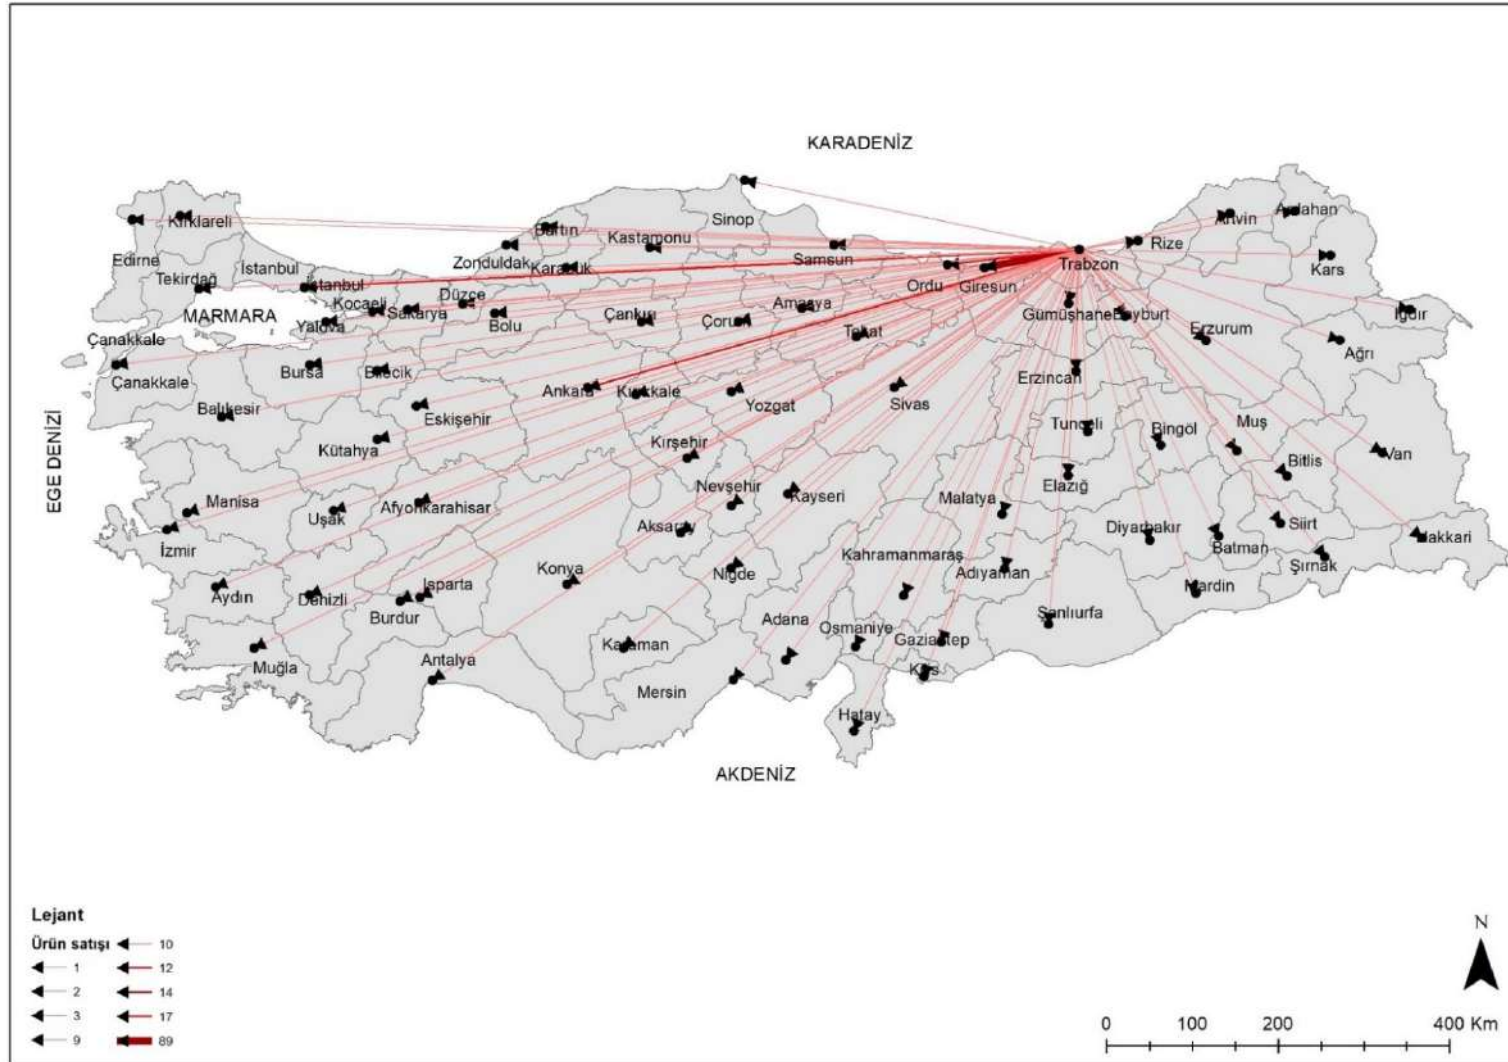 KARADENİZ
Sinop
Kırklareli
Bartın
Kastamonu
Artvin
Ardahan
Rize
Edirne
İstanbul
Zonduldak
Karabük
Samsun
Trabzon
Kars
Tekirdağ
İstanbul
Kocaeli
Düzce
Ordu
Giresun
MARMARA
Yalova
Sakarya
Bolu
Çankırı
Çorum
Amasya
Tokat
Gümüşhane
Bayburt
Erzurum
Iğdır
Çanakkale
Çanakkale
Bursa
Bilecik
Ankara
Kırıkkale
Yozgat
Sivas
Erzincan
Ağrı
EGE DENİZİ
Balıkesir
Eskişehir
Kütahya
Kırşehir
Tunceli
Bingöl
Muş
Bitlis
Van
Manisa
Uşak
Afyonkarahisar
Nevşehir
Kayseri
Aksaray
Malatya
Elazığ
İzmir
Diyarbakır
Batman
Siirt
Hakkari
Konya
Niğde
Kahramanmaraş
Adıyaman
Şırnak
Aydın
Denizli
Isparta
Burdur
Mardin
Adana
Osmaniye
Gaziantep
Şanlıurfa
Muğla
Antalya
Karaman
Mersin
Kilis
Hatay
AKDENİZ
Lejant
Ürün satışı
1
2
3
9
10
12
14
17
89
N
0 100 200 400 Km